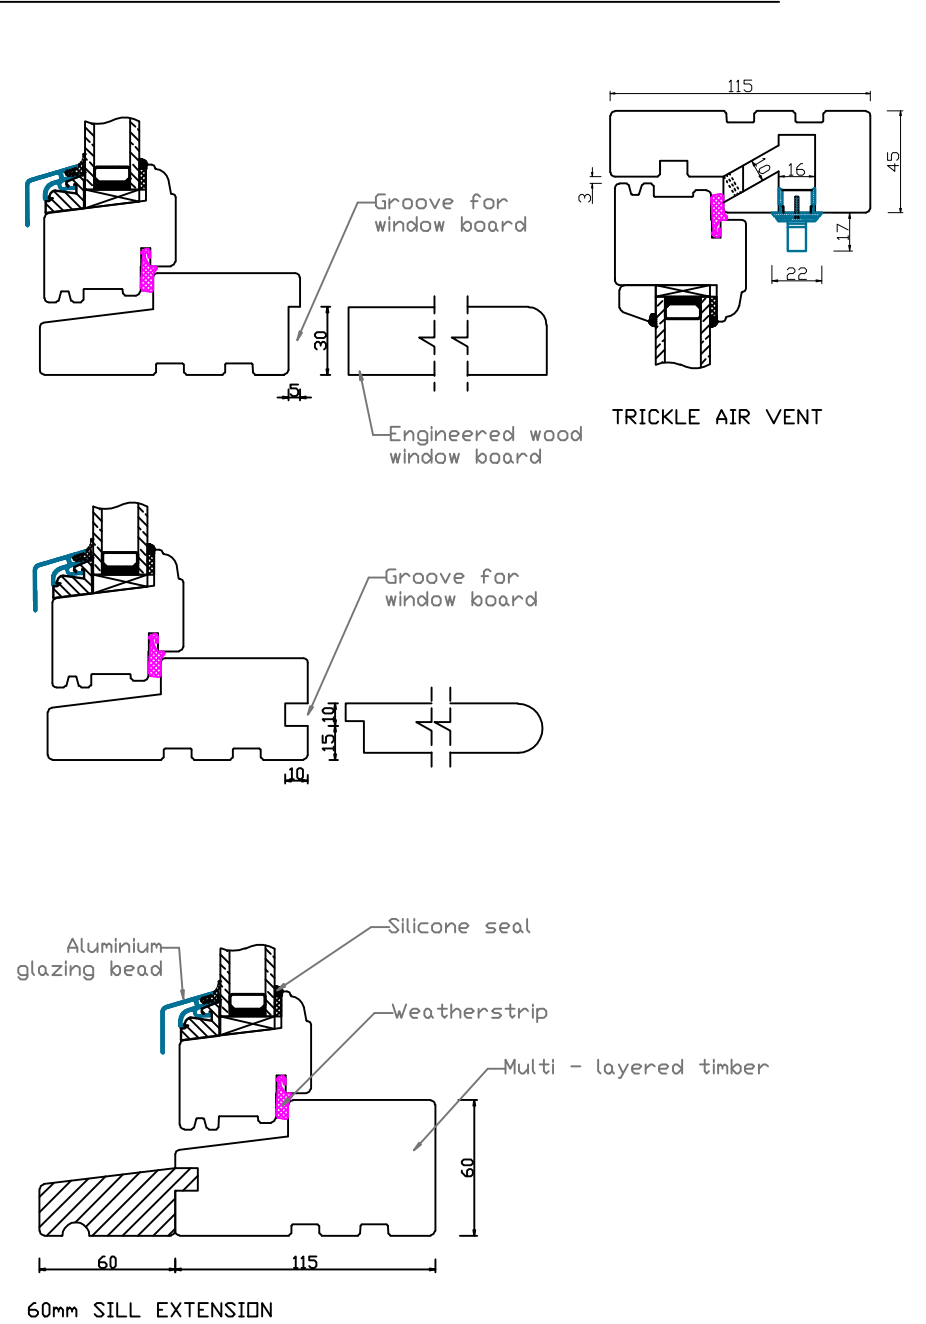 115
45
10
16
3
17
22
Groove for
window board
30
5
Engineered wood
window board
TRICKLE AIR VENT
Groove for
window board
10
15
10
Silicone seal
Aluminium
glazing bead
Weatherstrip
Multi - layered timber
60
60
115
60mm SILL EXTENSION